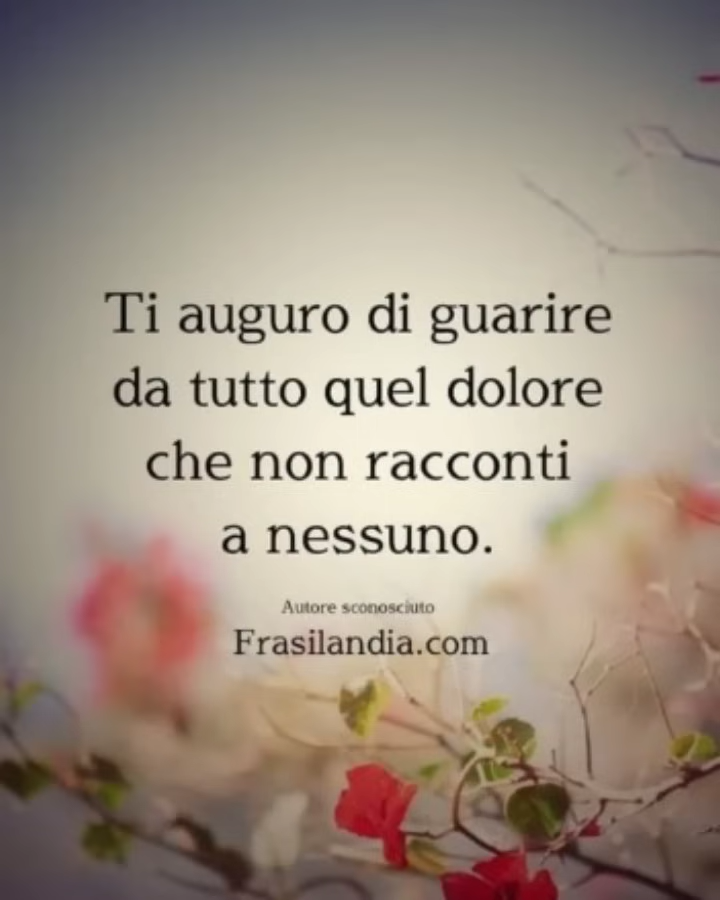 Ti auguro di guarire
da tutto quel dolore
che non racconti
a nessuno.
Autore sconosciuto
Frasilandia.com